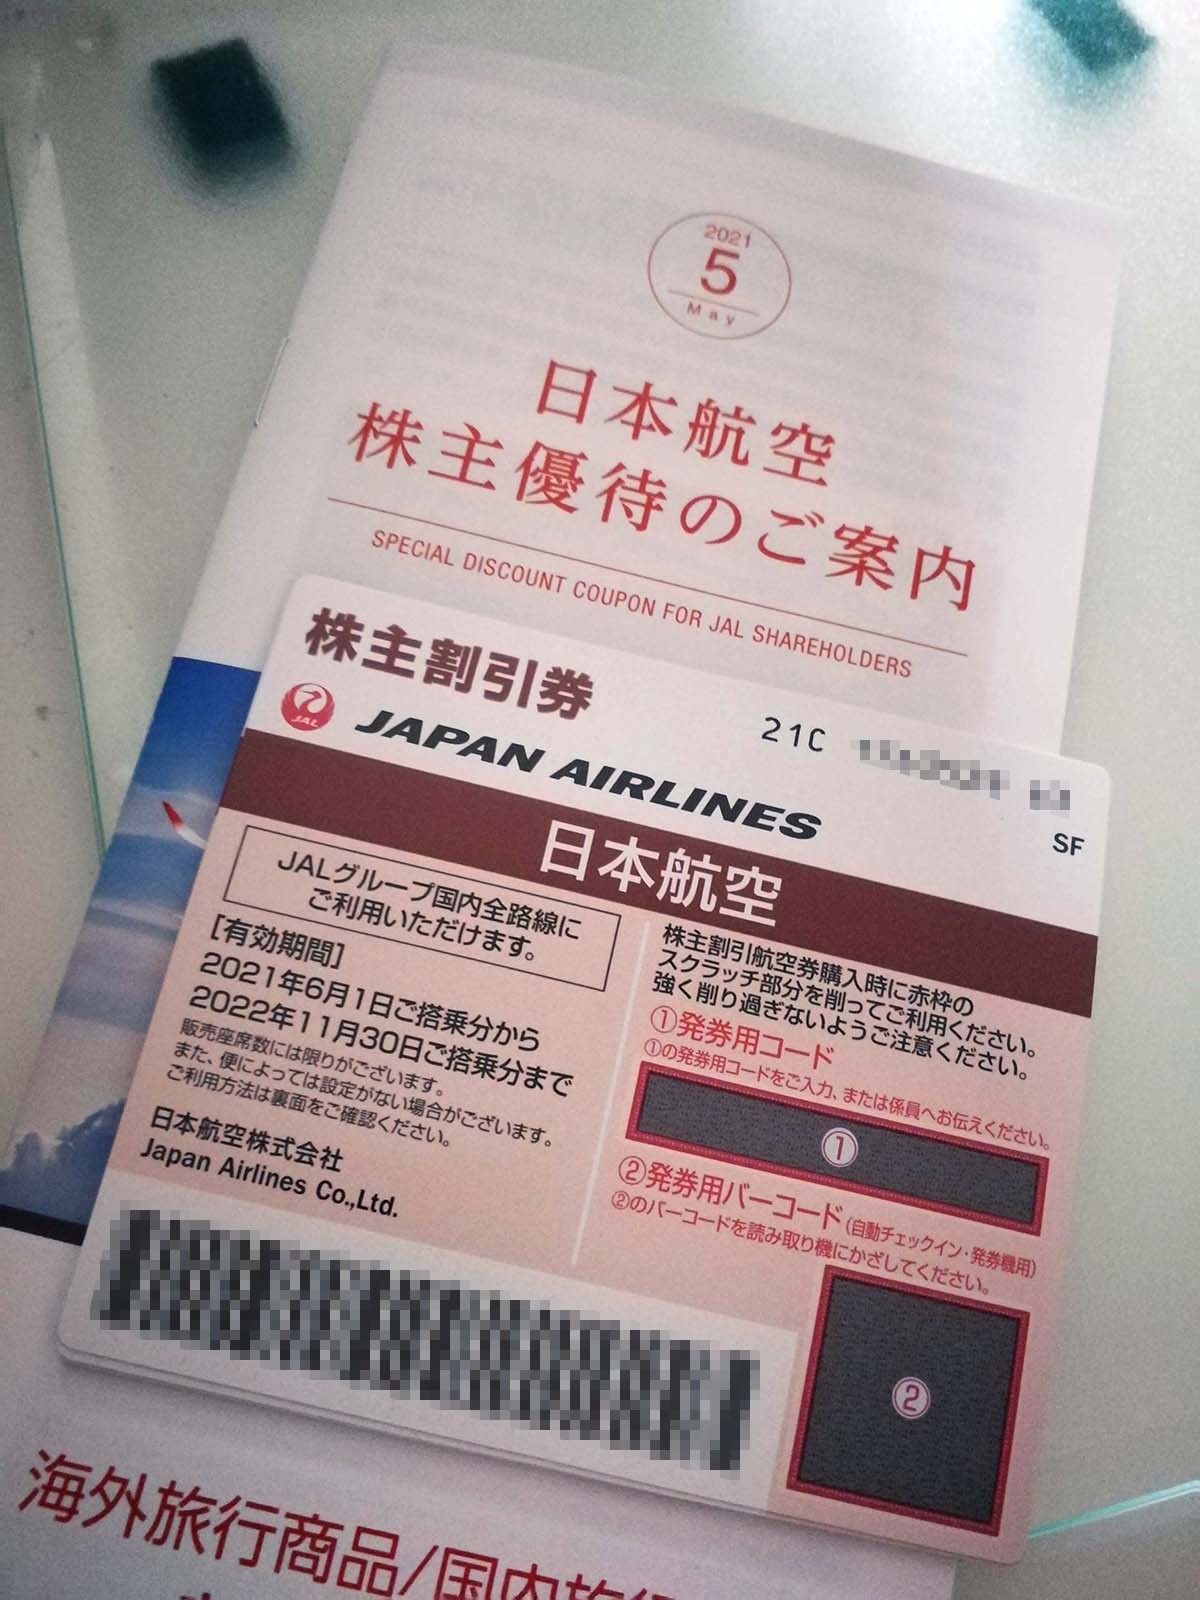 2021
5
May
日本航空
株主優待のご案内
SPECIAL DISCOUNT COUPON FOR JAL SHAREHOLDERS
株主割引券
JAL
JAPAN AIRLINES
21C
SF
日本航空
JALグループ国内全路線に
ご利用いただけます。
[有効期間]
2021年6月1日ご搭乗分から
2022年11月30日ご搭乗分まで
販売座席数には限りがございます。
また、便によっては設定がない場合がございます。
ご利用方法は裏面をご確認ください。
日本航空株式会社
Japan Airlines Co.,Ltd.
株主割引航空券購入時に赤枠の
スクラッチ部分を削ってご利用ください。
強く削り過ぎないようご注意ください。
①発券用コード
①の発券用コードをご入力、または係員へお伝えください。
①
②発券用バーコード(自動チェックイン・発券機用)
②のバーコードを読み取り機にかざしてください。
②
海外旅行商品/国内旅行